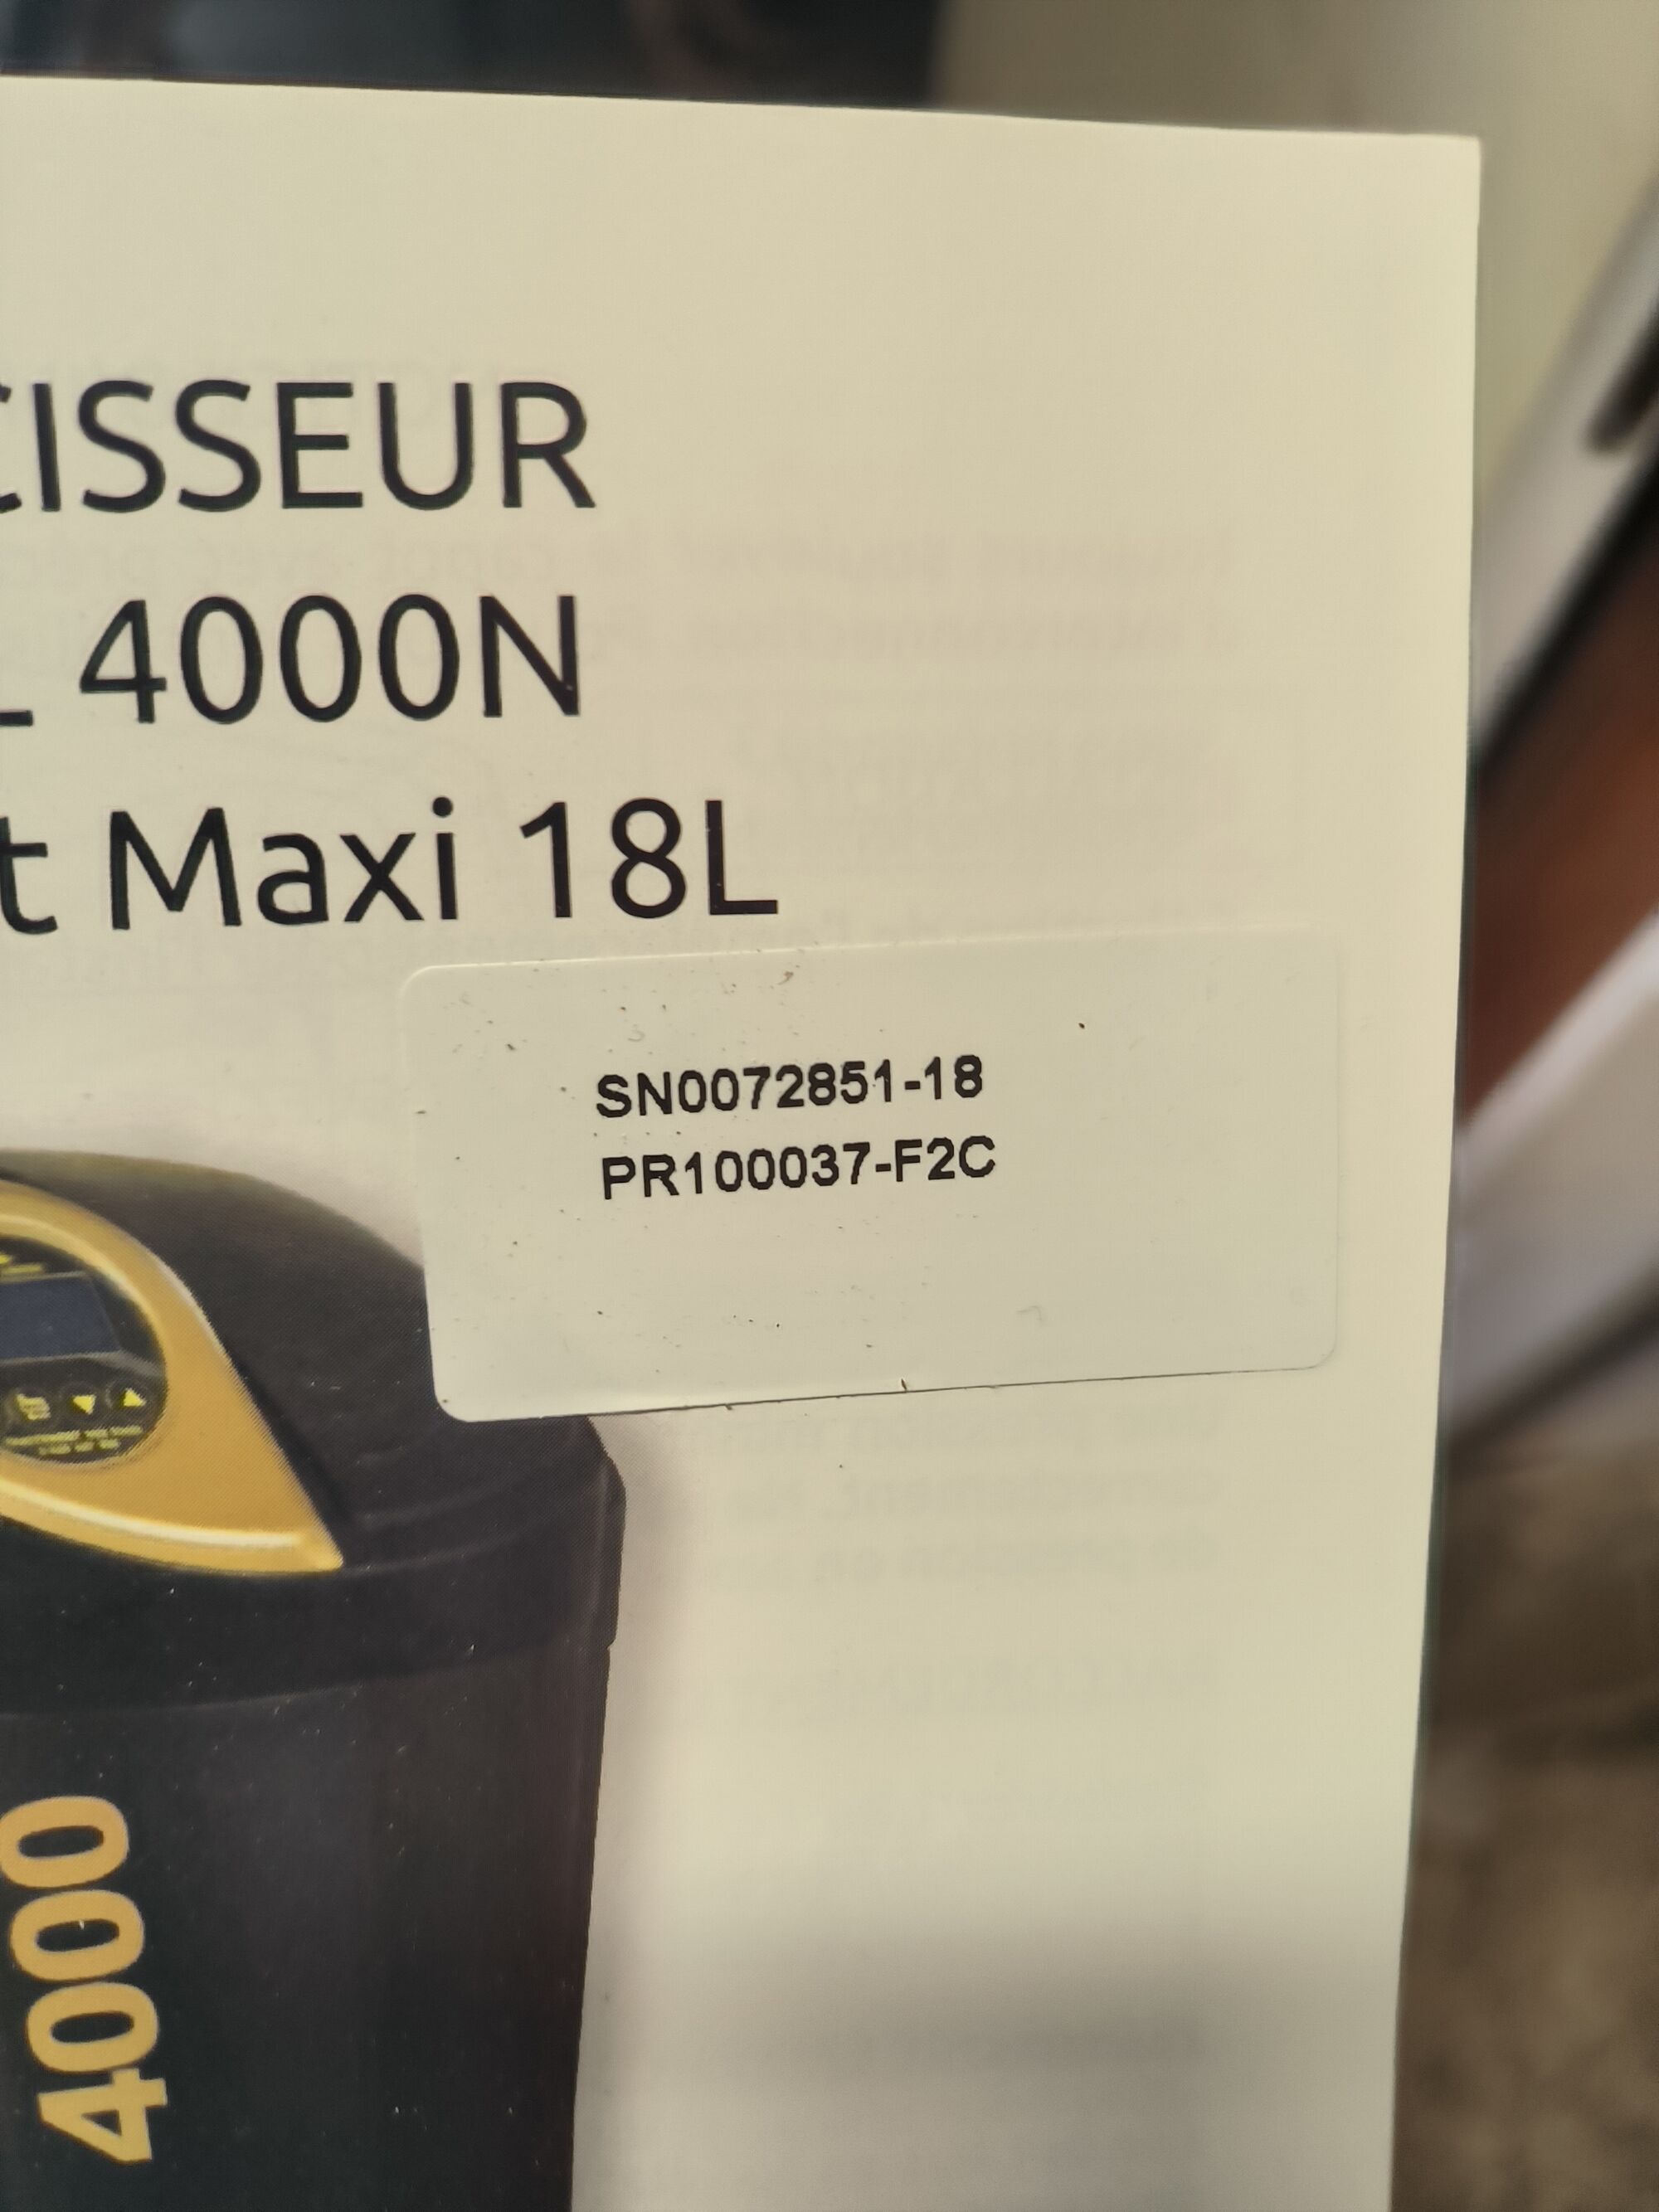 CISSEUR
L 4000N
t Maxi 18L
SN0072851-18
PR100037-F2C
4000